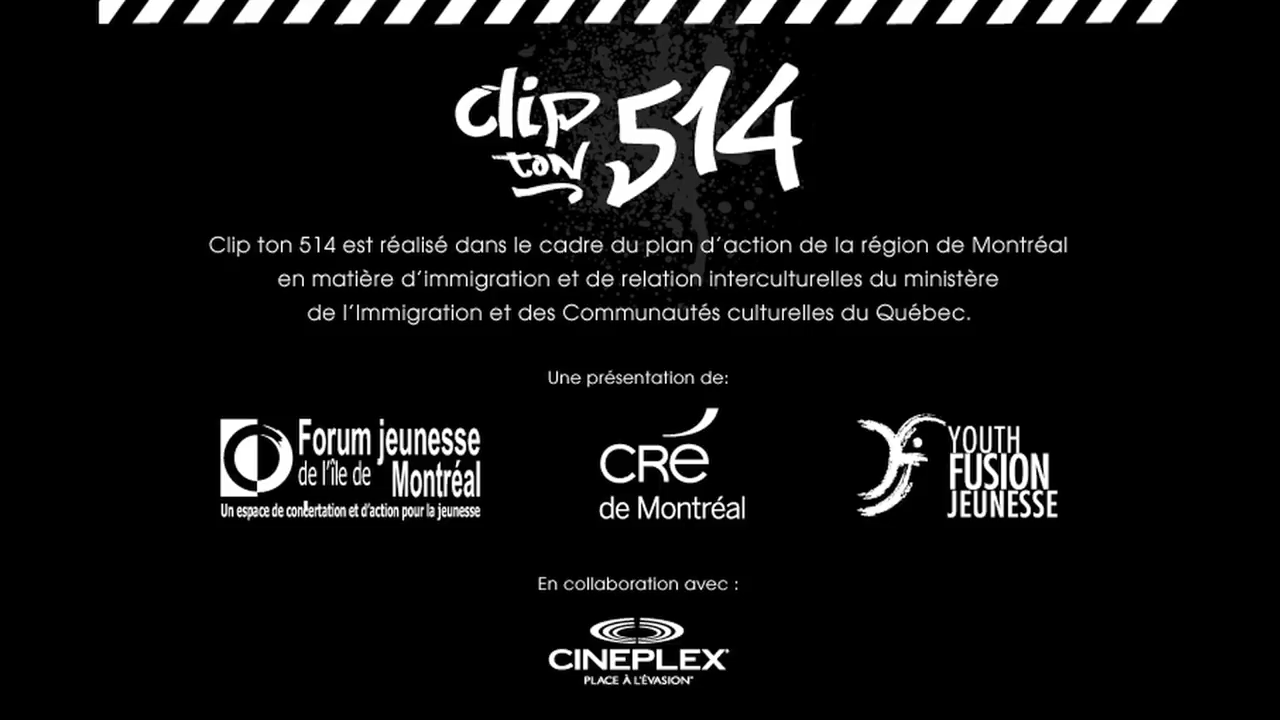 Clip ton 514
Clip ton 514 est réalisé dans le cadre du plan d'action de la région de Montréal
en matière d'immigration et de relation interculturelles du ministère
de l'Immigration et des Communautés culturelles du Québec.
Une présentation de:
Forum jeunesse
de l'île de Montréal
Un espace de concertation et d'action pour la jeunesse
CRé
de Montréal
YOUTH
FUSION
JEUNESSE
En collaboration avec :
CINEPLEX
PLACE À L'ÉVASION